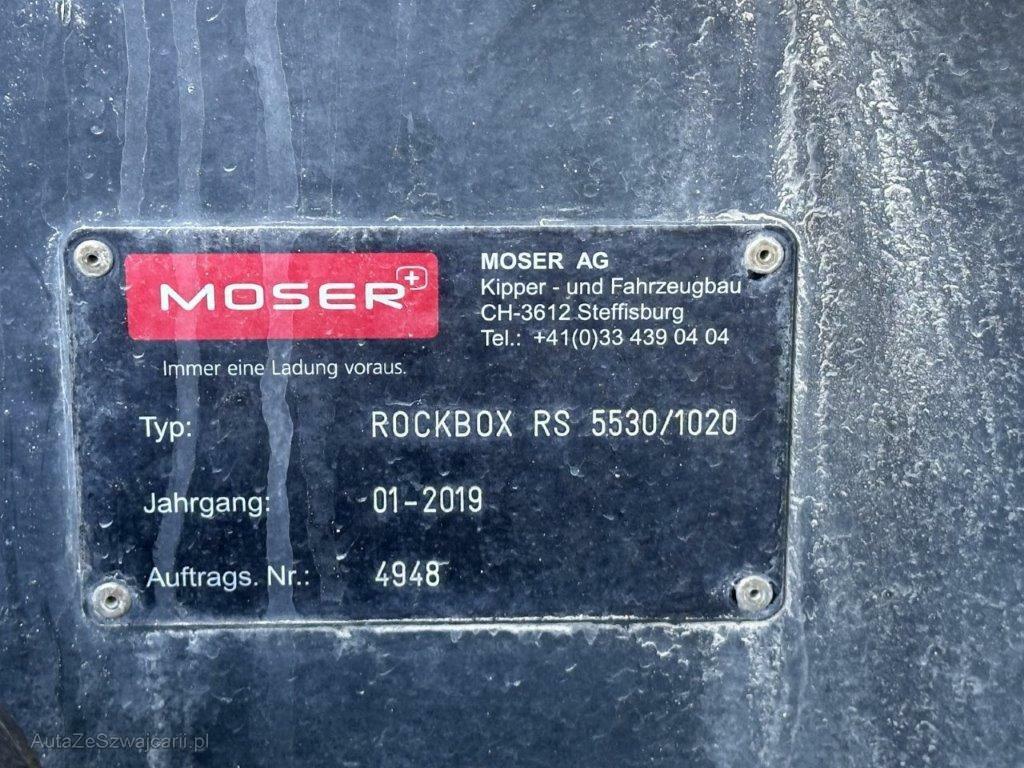 MOSER+
Immer eine Ladung voraus.
MOSER AG
Kipper - und Fahrzeugbau
CH-3612 Steffisburg
Tel.: +41(0)33 439 04 04
Typ: ROCKBOX RS 5530/1020
Jahrgang: 01-2019
Auftrags. Nr.: 4948
AutaZeSzwajcarii.pl